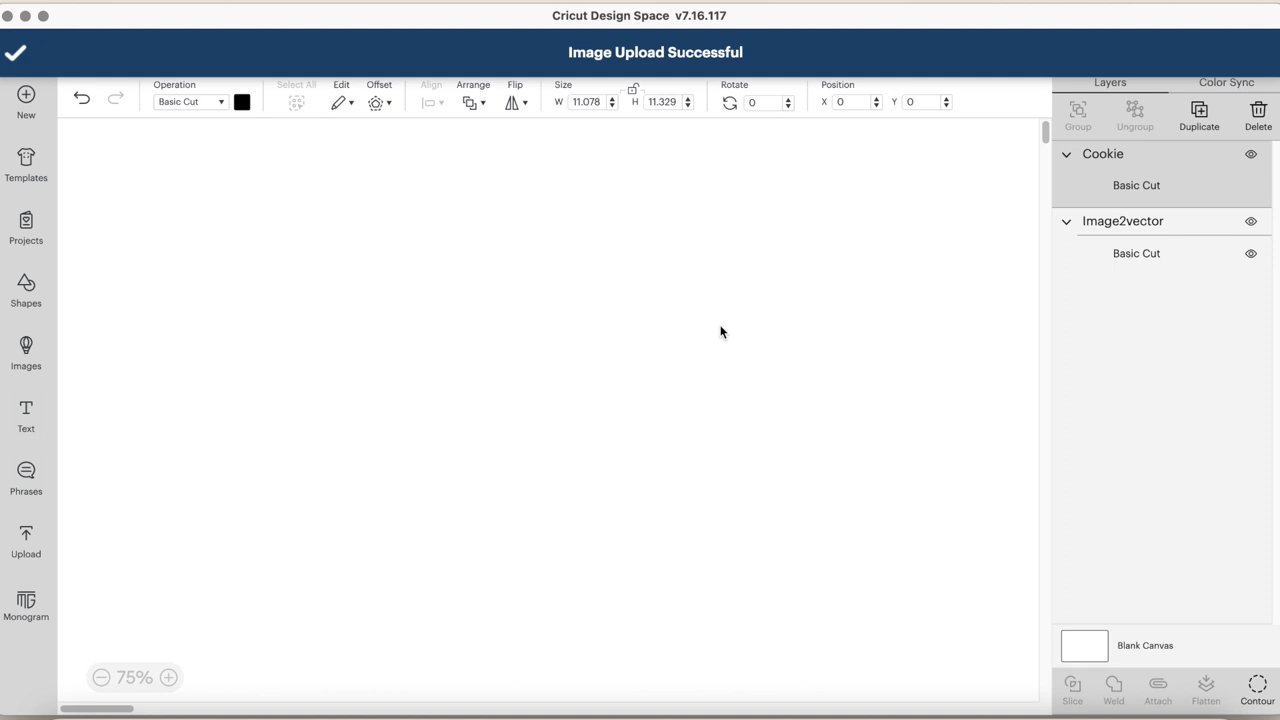 Cricut Design Space v7.16.117
Image Upload Successful
Operation
Select All
Edit
Offset
Align
Arrange
Flip
Size
Rotate
Position
Basic Cut
W 11.078
H 11.329
0
X 0
Y 0
Layers
Color Sync
New
Templates
Projects
Shapes
Images
Text
Phrases
Upload
Monogram
Group
Ungroup
Duplicate
Delete
Cookie
Basic Cut
Image2vector
Basic Cut
75%
Blank Canvas
Slice
Weld
Attach
Flatten
Contour